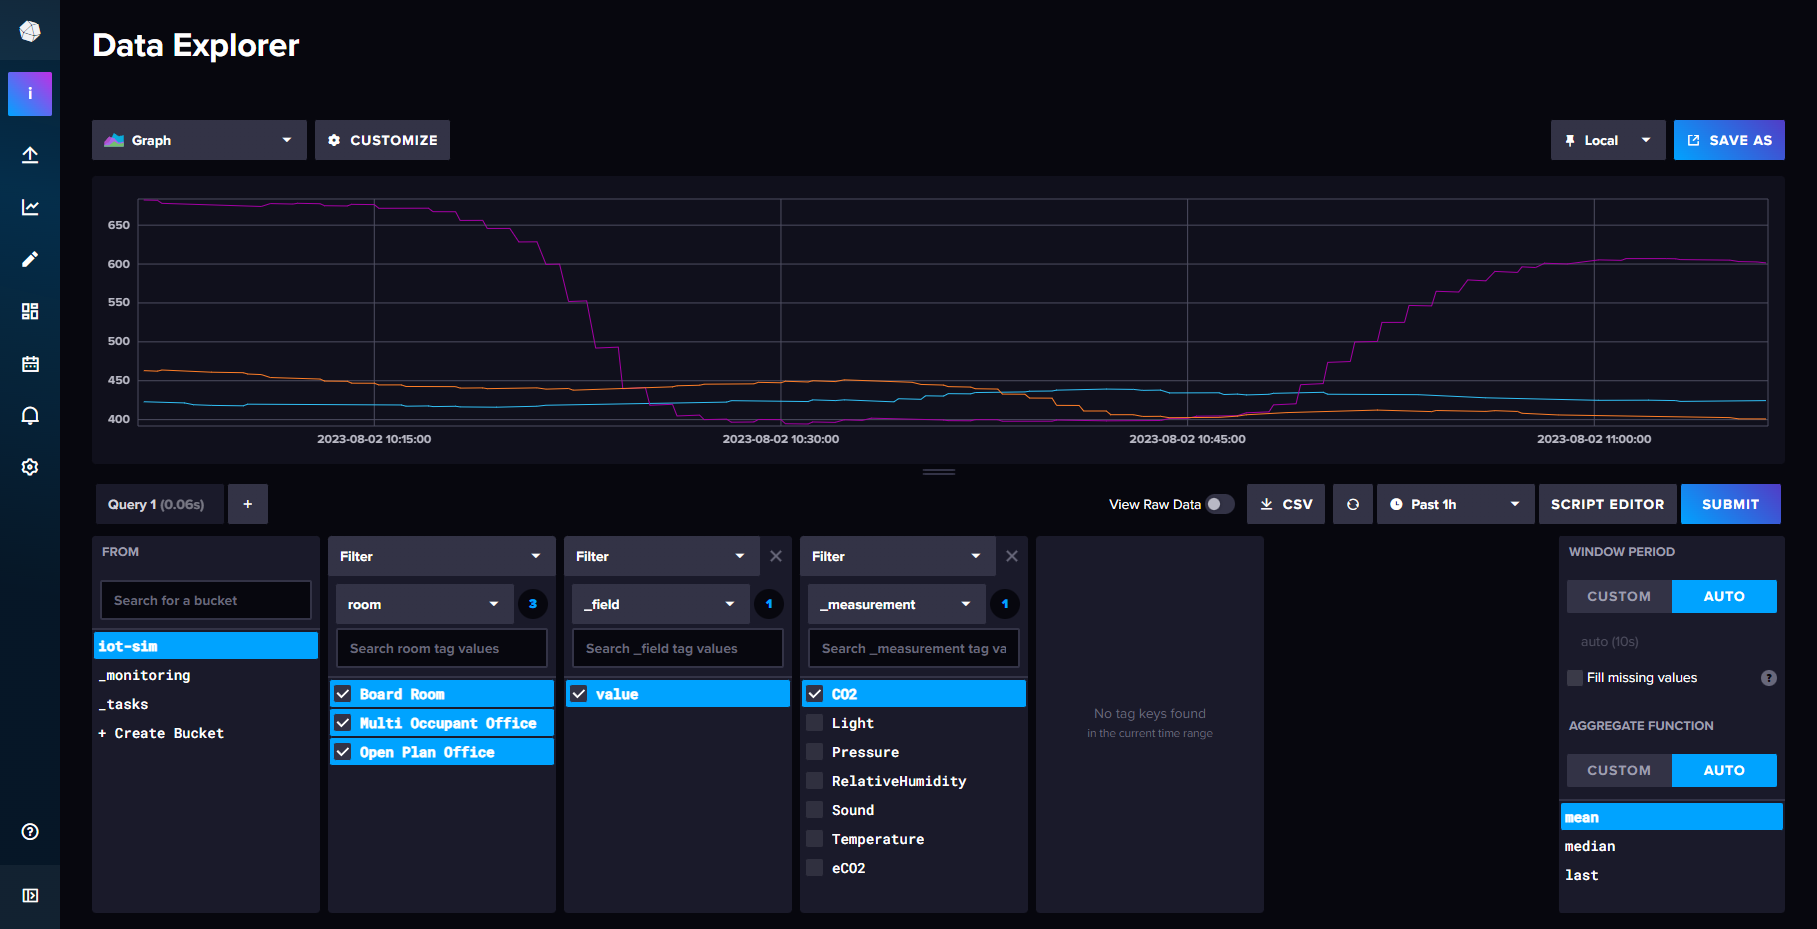 Data Explorer
i
Graph
CUSTOMIZE
Local
SAVE AS
650
600
550
500
450
400
2023-08-02 10:15:00
2023-08-02 10:30:00
2023-08-02 10:45:00
2023-08-02 11:00:00
Query 1 (0.06s)
+
View Raw Data
CSV
Past 1h
SCRIPT EDITOR
SUBMIT
FROM
Search for a bucket
iot-sim
_monitoring
_tasks
+ Create Bucket
Filter
room
3
Search room tag values
Board Room
Multi Occupant Office
Open Plan Office
Filter
_field
1
Search _field tag values
value
Filter
_measurement
1
Search _measurement tag va
CO2
Light
Pressure
RelativeHumidity
Sound
Temperature
eCO2
No tag keys found
in the current time range
WINDOW PERIOD
CUSTOM
AUTO
auto (10s)
Fill missing values
?
AGGREGATE FUNCTION
CUSTOM
AUTO
mean
median
last